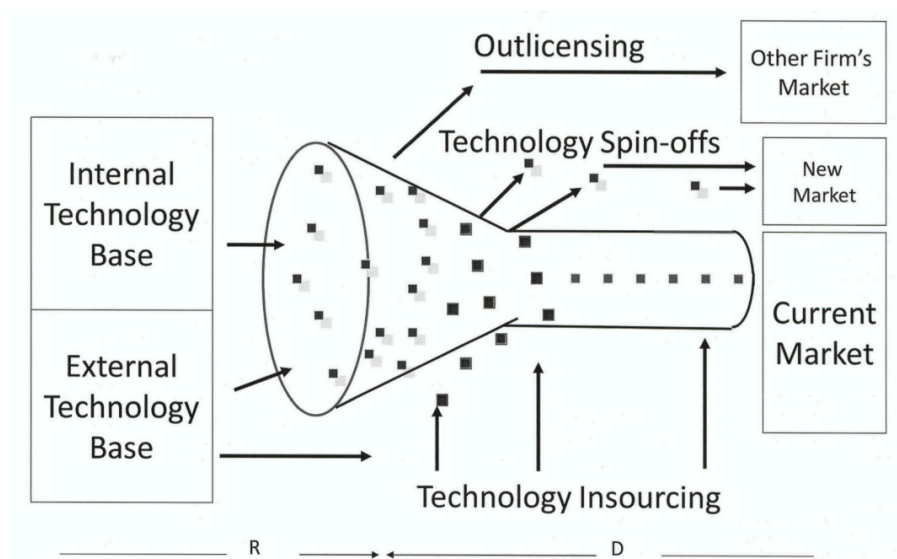 Outlicensing
Other Firm's
Market
Technology Spin-offs
New
Market
Internal
Technology
Base
External
Technology
Base
Current
Market
Technology Insourcing
R
D